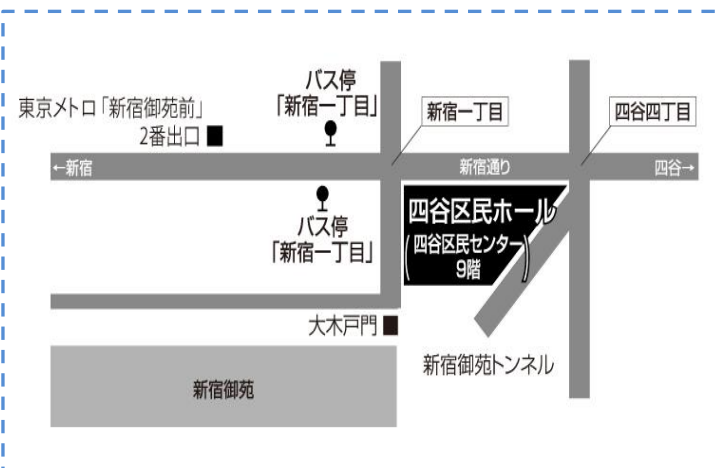 バス停
「新宿一丁目」
東京メトロ「新宿御苑前」
2番出口
新宿一丁目
四谷四丁目
←新宿
新宿通り
四谷→
バス停
「新宿一丁目」
四谷区民ホール
(四谷区民センター)
9階
大木戸門
新宿御苑トンネル
新宿御苑